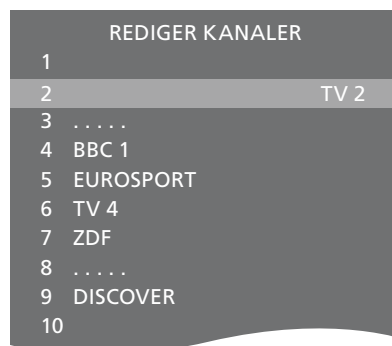 REDIGER KANALER
1
2 TV 2
3 . . . . .
4 BBC 1
5 EUROSPORT
6 TV 4
7 ZDF
8 . . . . .
9 DISCOVER
10